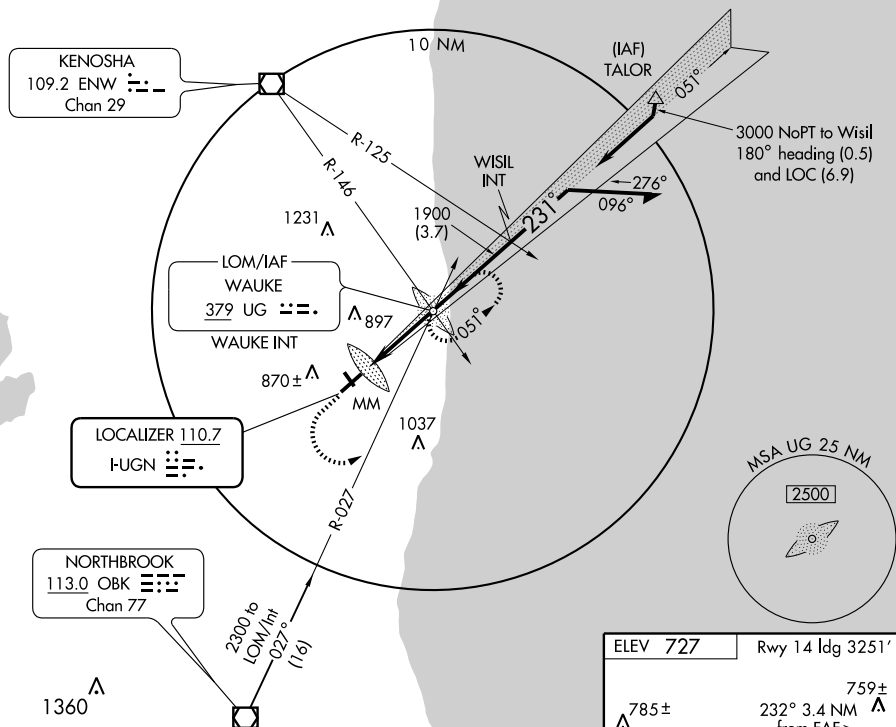 10 NM
KENOSHA
109.2 ENW
Chan 29
(IAF)
TALOR
051°
3000 NoPT to Wisil
180° heading (0.5)
and LOC (6.9)
R-125
R-146
WISIL
INT
276°
096°
231°
1231
1900
(3.7)
LOM/IAF
WAUKE
379 UG
WAUKE INT
897
051°
870±
MM
1037
LOCALIZER 110.7
I-UGN
R-027
MSA UG 25 NM
2500
NORTHBROOK
113.0 OBK
Chan 77
2300 to
LOM/Int
027°
(16)
1360
ELEV 727
Rwy 14 ldg 3251'
759±
785±
232° 3.4 NM
from FAF